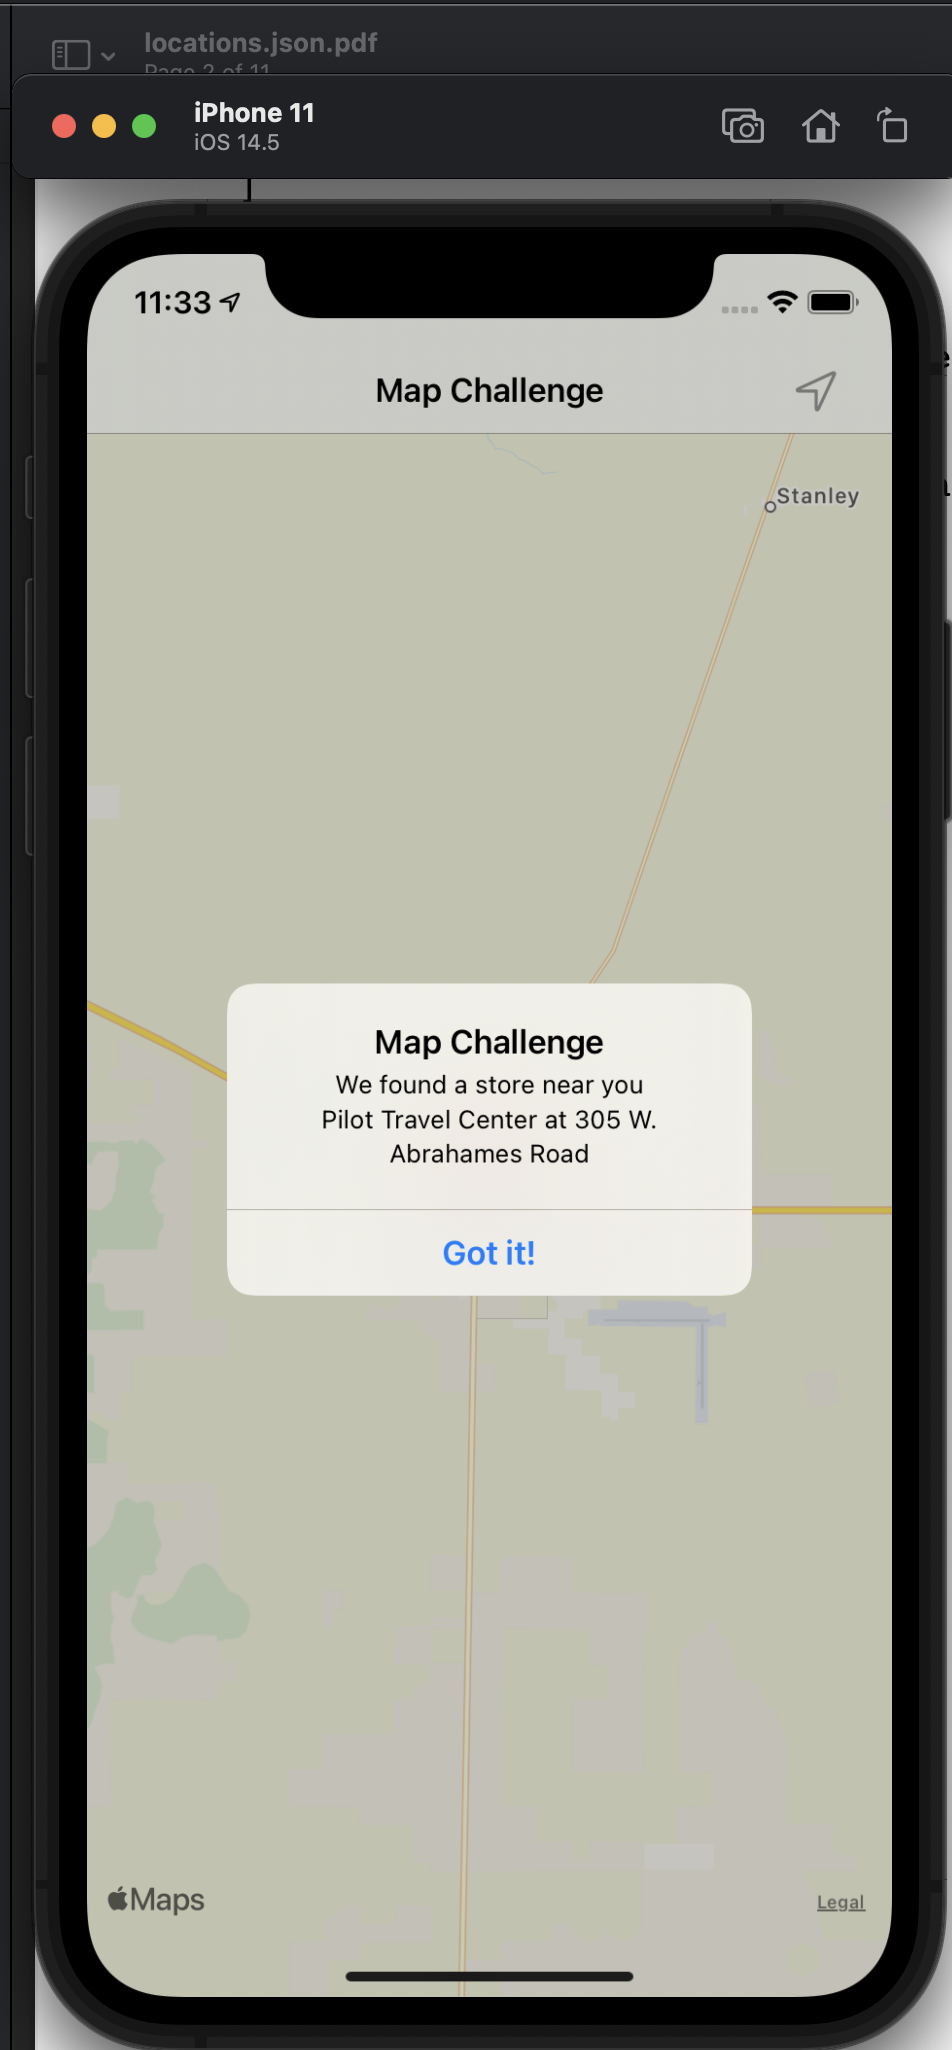 locations.json.pdf
Page 2 of 11
iPhone 11
iOS 14.5
11:33
Map Challenge
Stanley
Map Challenge
We found a store near you
Pilot Travel Center at 305 W.
Abrahames Road
Got it!
Maps
Legal